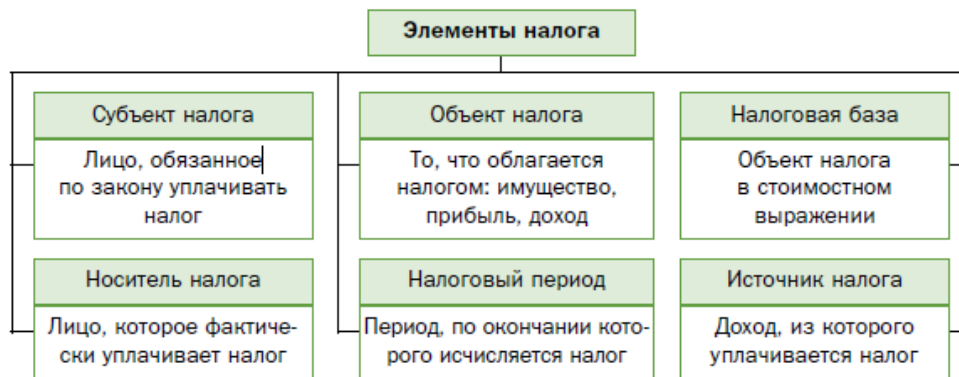 Элементы налога
Субъект налога
Лицо, обязанное
по закону уплачивать
налог
Объект налога
То, что облагается
налогом: имущество,
прибыль, доход
Налоговая база
Объект налога
в стоимостном
выражении
Носитель налога
Лицо, которое фактиче-
ски уплачивает налог
Налоговый период
Период, по окончании кото-
рого исчисляется налог
Источник налога
Доход, из которого
уплачивается налог